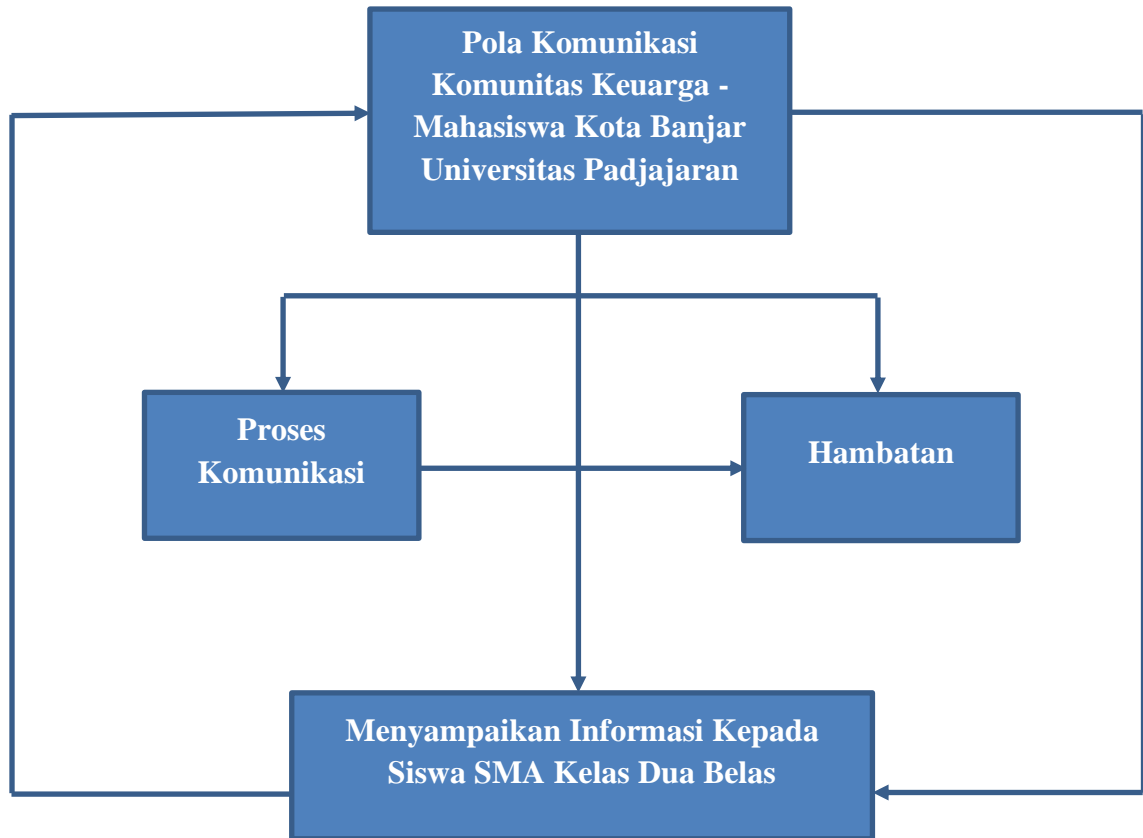 Pola Komunikasi
Komunitas Keuarga -
Mahasiswa Kota Banjar
Universitas Padjajaran
Proses
Komunikasi
Hambatan
Menyampaikan Informasi Kepada
Siswa SMA Kelas Dua Belas